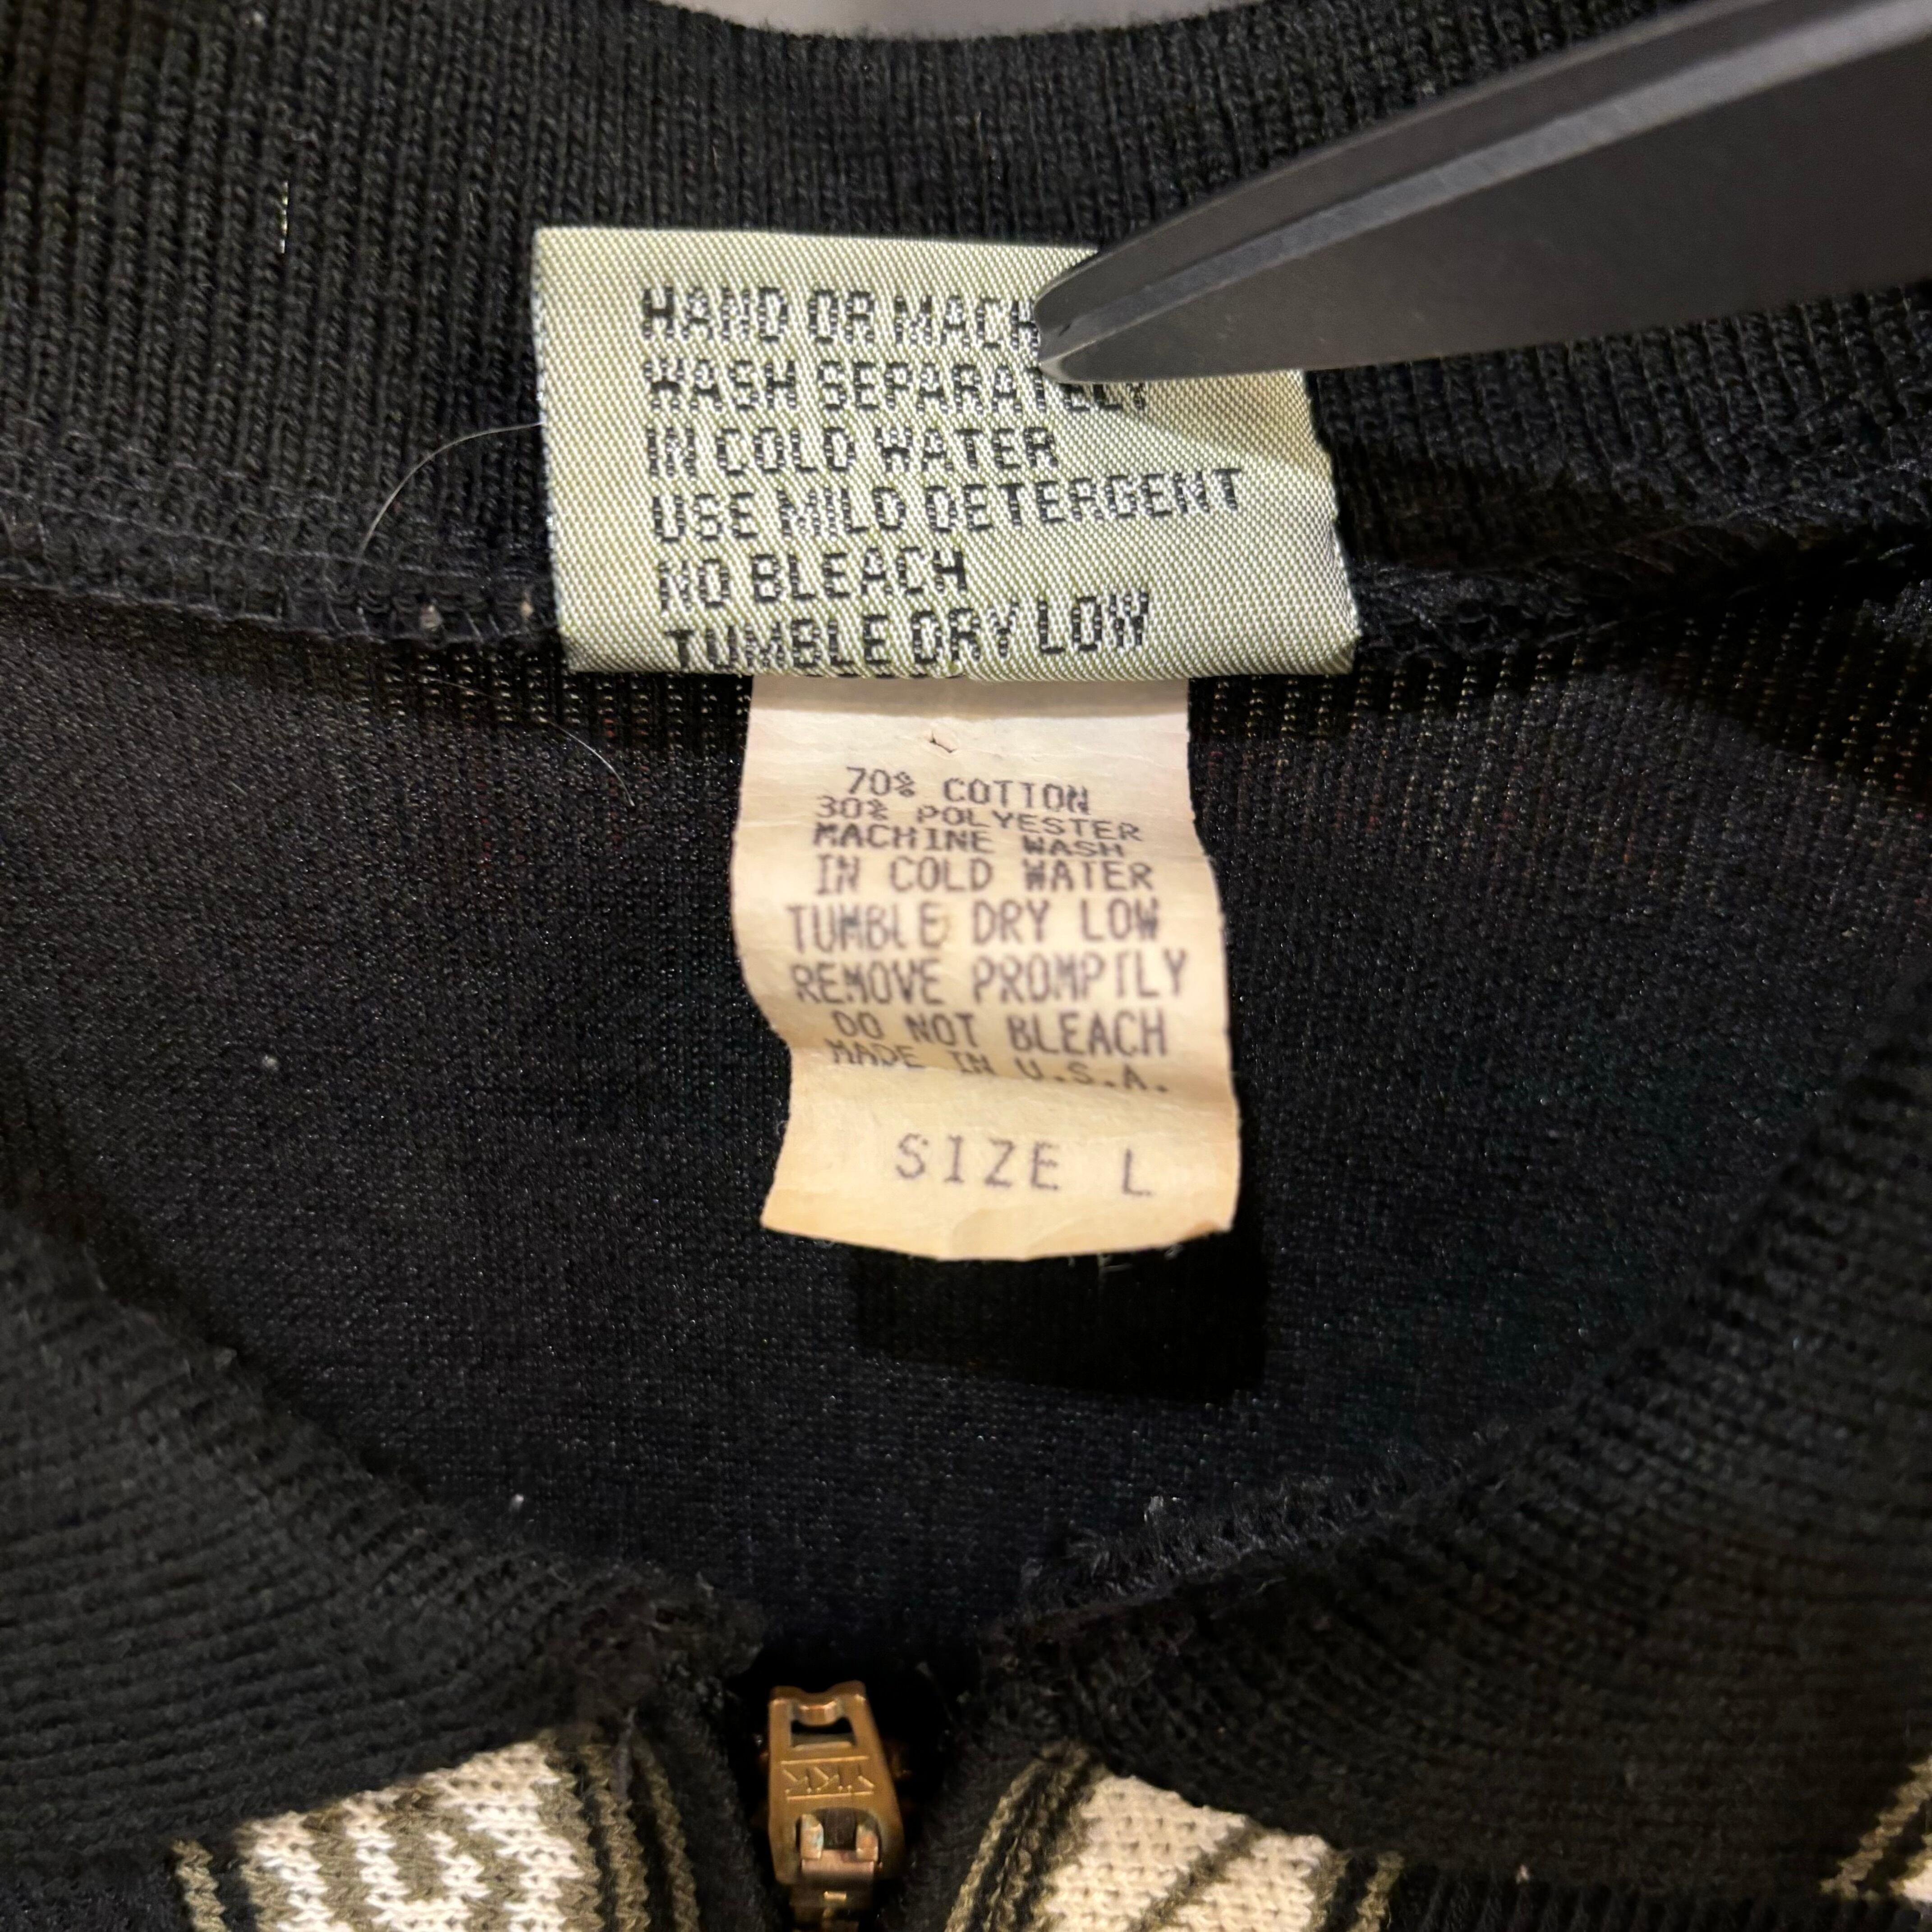 HAND OR MACH
WASH SEPARATELY
IN COLD WATER
USE MILD DETERGENT
NO BLEACH
TUMBLE DRY LOW
70% COTTON
30% POLYESTER
MACHINE WASH
IN COLD WATER
TUMBLE DRY LOW
REMOVE PROMPTLY
DO NOT BLEACH
MADE IN U.S.A.
SIZE L
YKK